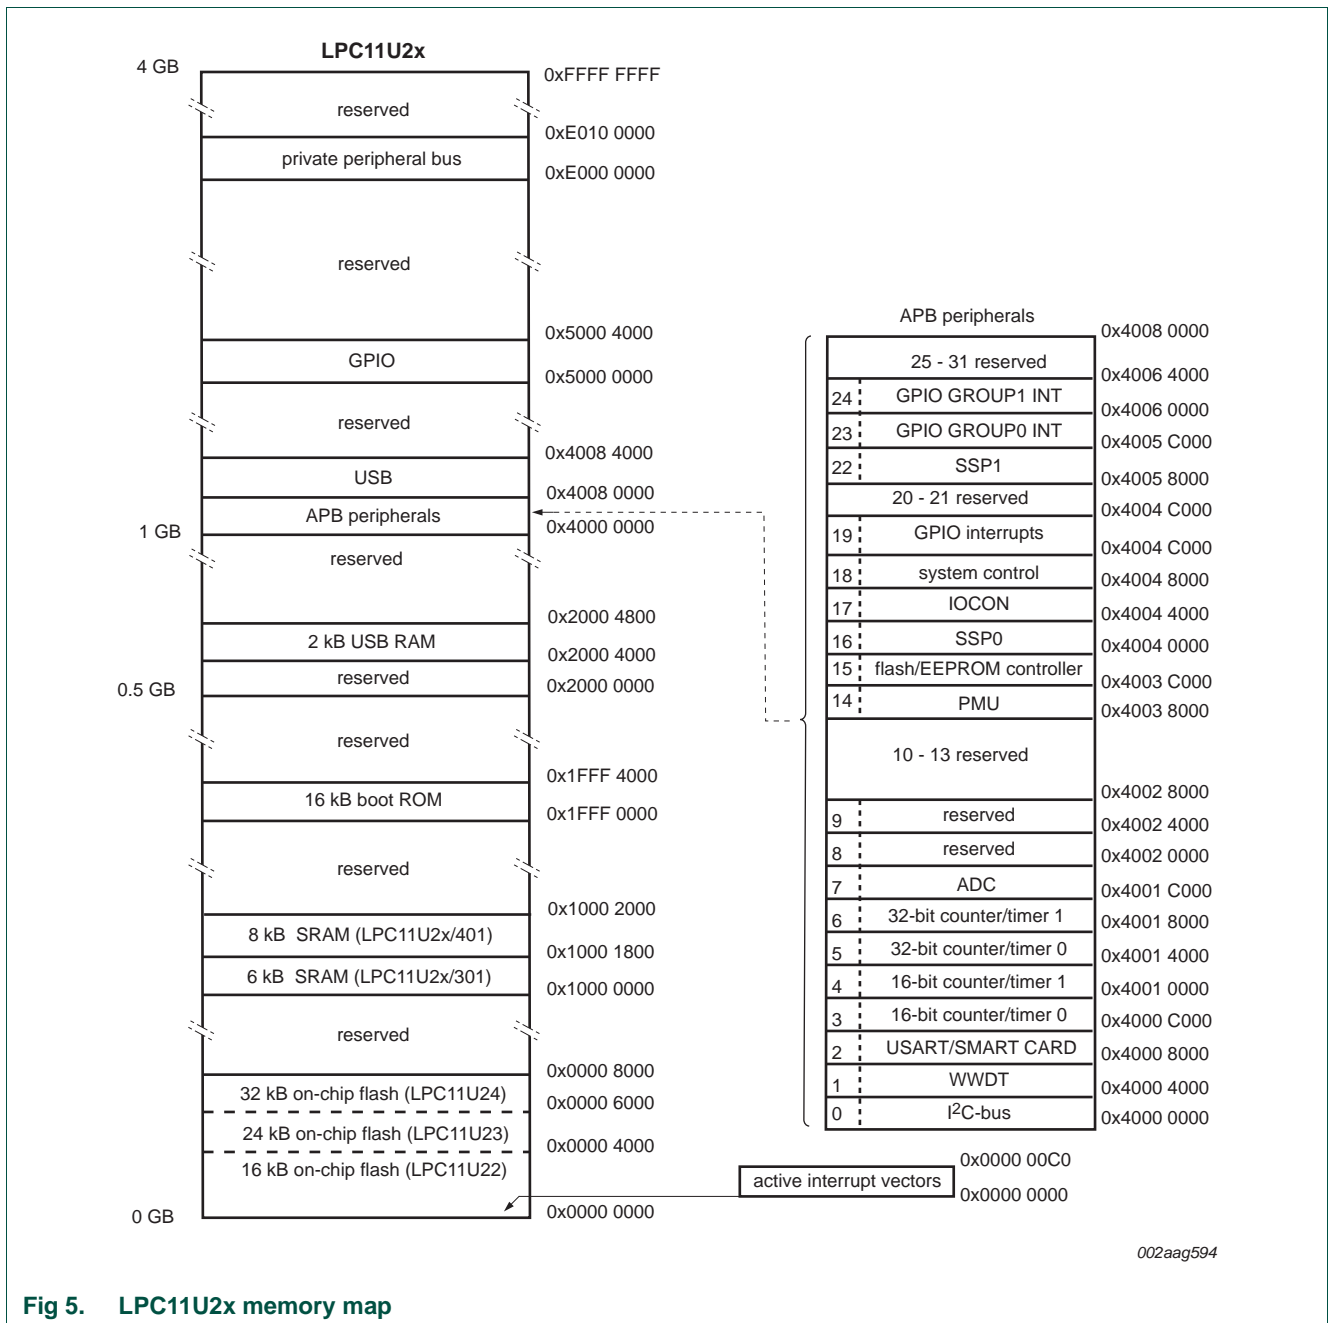 LPC11U2x
4 GB
0xFFFF FFFF
reserved
0xE010 0000
private peripheral bus
0xE000 0000
reserved
0x5000 4000
GPIO
0x5000 0000
reserved
0x4008 4000
USB
0x4008 0000
APB peripherals
0x4000 0000
1 GB
reserved
0x2000 4800
2 kB USB RAM
0x2000 4000
reserved
0x2000 0000
0.5 GB
reserved
0x1FFF 4000
16 kB boot ROM
0x1FFF 0000
reserved
0x1000 2000
8 kB SRAM (LPC11U2x/401)
0x1000 1800
6 kB SRAM (LPC11U2x/301)
0x1000 0000
reserved
0x0000 8000
32 kB on-chip flash (LPC11U24)
0x0000 6000
24 kB on-chip flash (LPC11U23)
0x0000 4000
16 kB on-chip flash (LPC11U22)
0 GB
0x0000 0000
APB peripherals
0x4008 0000
25 - 31 reserved
0x4006 4000
24 GPIO GROUP1 INT
0x4006 0000
23 GPIO GROUP0 INT
0x4005 C000
22 SSP1
0x4005 8000
20 - 21 reserved
0x4004 C000
19 GPIO interrupts
0x4004 C000
18 system control
0x4004 8000
17 IOCON
0x4004 4000
16 SSP0
0x4004 0000
15 flash/EEPROM controller
0x4003 C000
14 PMU
0x4003 8000
10 - 13 reserved
0x4002 8000
9 reserved
0x4002 4000
8 reserved
0x4002 0000
7 ADC
0x4001 C000
6 32-bit counter/timer 1
0x4001 8000
5 32-bit counter/timer 0
0x4001 4000
4 16-bit counter/timer 1
0x4001 0000
3 16-bit counter/timer 0
0x4000 C000
2 USART/SMART CARD
0x4000 8000
1 WWDT
0x4000 4000
0 I2C-bus
0x4000 0000
0x0000 00C0
active interrupt vectors
0x0000 0000
002aag594
Fig 5. LPC11U2x memory map